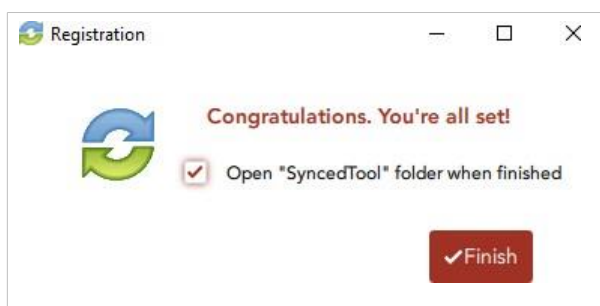 Registration
Congratulations. You're all set!
Open "SyncedTool" folder when finished
Finish